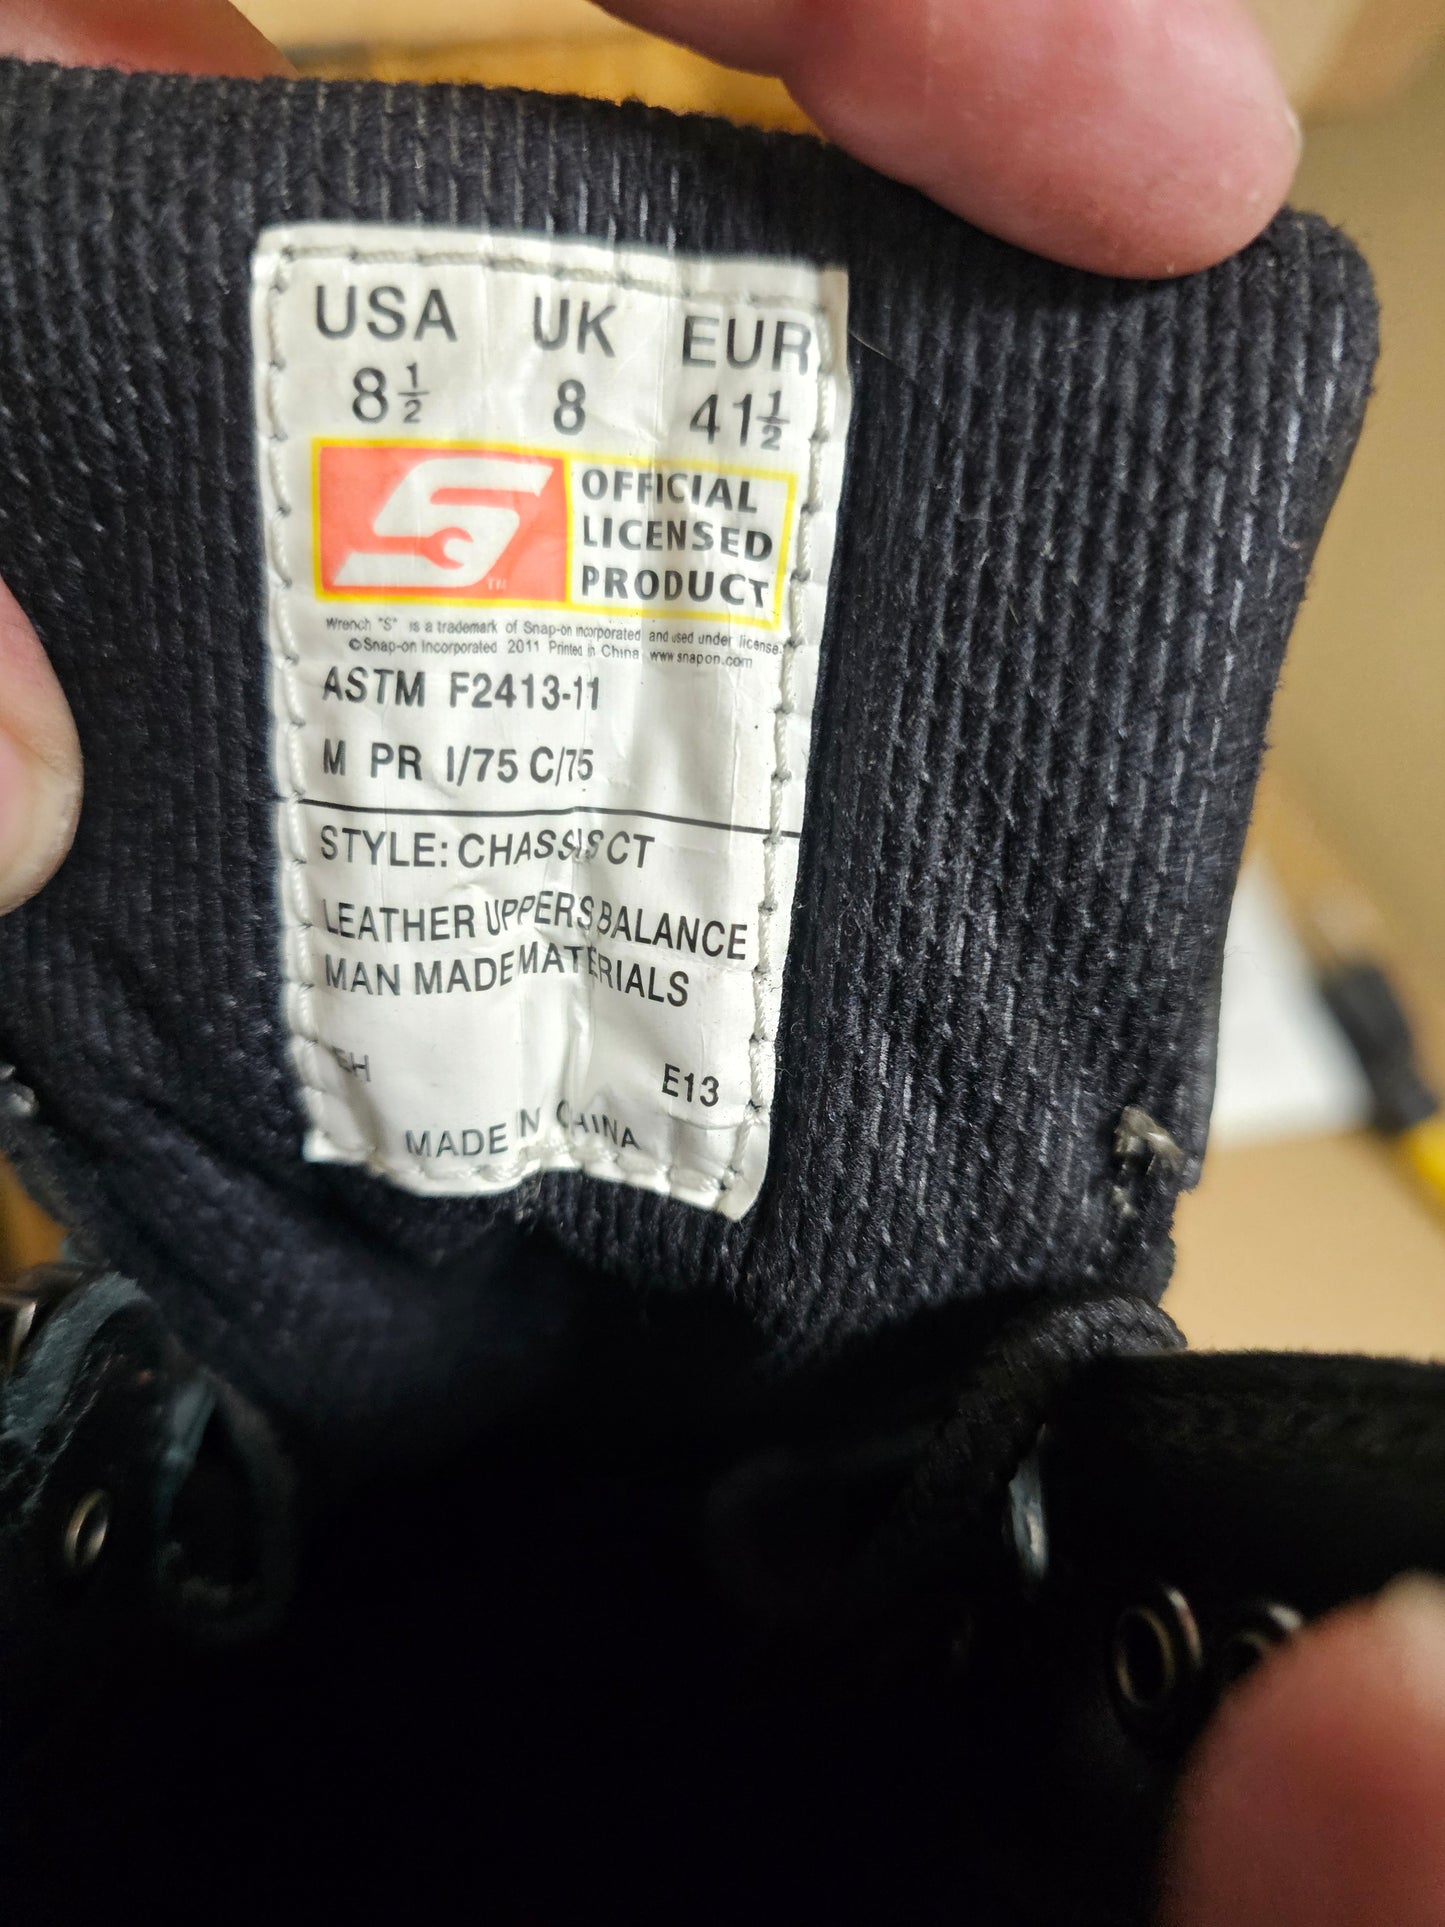 USA UK EUR
8½ 8 41½
S™ OFFICIAL
LICENSED
PRODUCT
Wrench "S" is a trademark of Snap-on incorporated and used under license.
©Snap-on Incorporated 2011 Printed in China www.snapon.com
ASTM F2413-11
M PR I/75 C/75
STYLE: CHASSIS CT
LEATHER UPPERS BALANCE
MAN MADE MATERIALS
E13
MADE IN CHINA